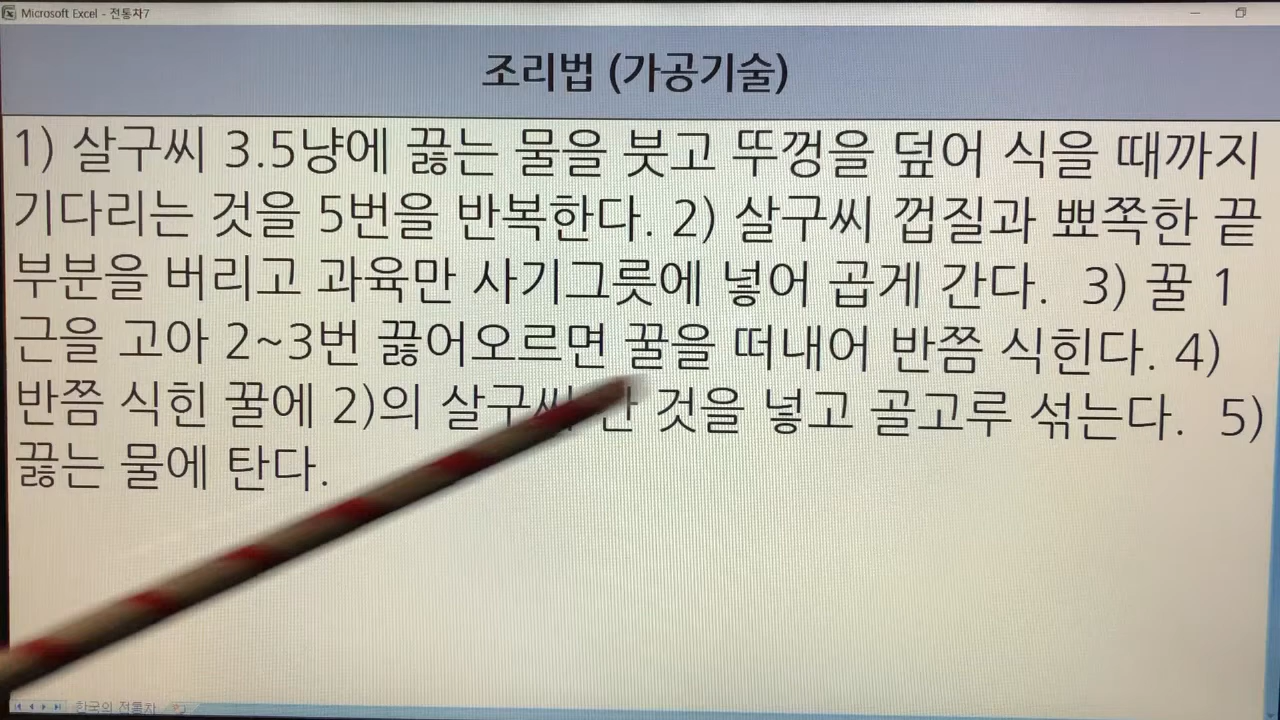 Microsoft Excel - 전통차7
조리법 (가공기술)
1) 살구씨 3.5냥에 끓는 물을 붓고 뚜껑을 덮어 식을 때까지
기다리는 것을 5번을 반복한다. 2) 살구씨 껍질과 뾰쪽한 끝
부분을 버리고 과육만 사기그릇에 넣어 곱게 간다. 3) 꿀 1
근을 고아 2~3번 끓어오르면 꿀을 떠내어 반쯤 식힌다. 4)
반쯤 식힌 꿀에 2)의 살구씨 간 것을 넣고 골고루 섞는다. 5)
끓는 물에 탄다.
한국의 전통차